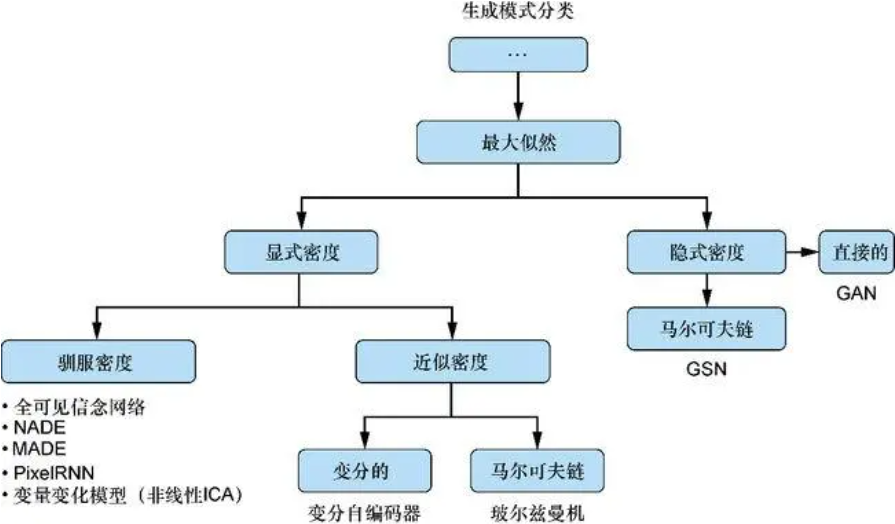 生成模式分类
...
最大似然
显式密度
隐式密度
直接的
GAN
马尔可夫链
GSN
驯服密度
近似密度
• 全可见信念网络
• NADE
• MADE
• PixelRNN
• 变量变化模型（非线性ICA）
变分的
马尔可夫链
变分自编码器
玻尔兹曼机